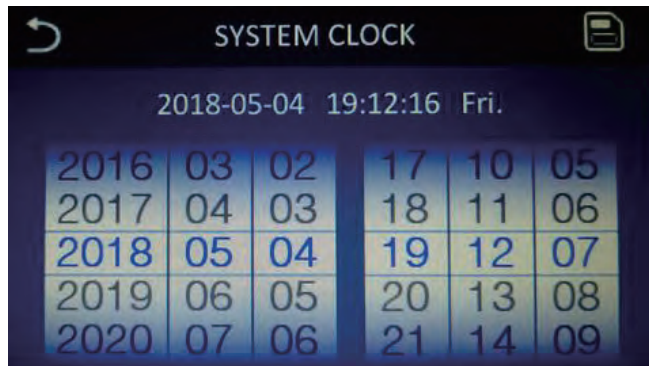 SYSTEM CLOCK
2018-05-04 19:12:16 Fri.
2016 03 02 17 10 05
2017 04 03 18 11 06
2018 05 04 19 12 07
2019 06 05 20 13 08
2020 07 06 21 14 09